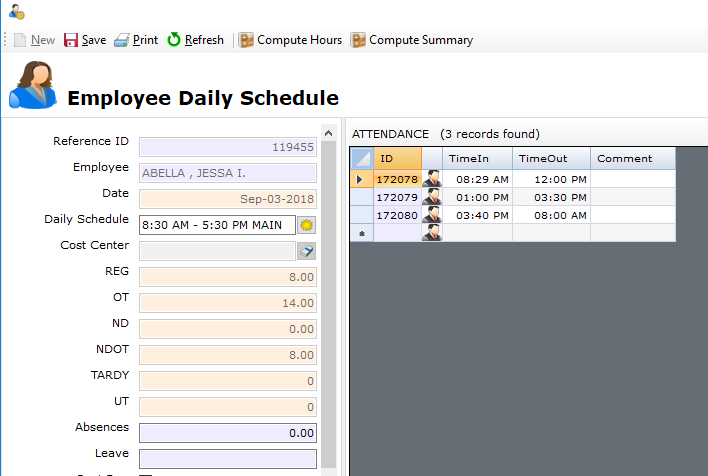 New Save Print Refresh Compute Hours Compute Summary
Employee Daily Schedule
Reference ID 119455
Employee ABELLA , JESSA I.
Date Sep-03-2018
Daily Schedule 8:30 AM - 5:30 PM MAIN
Cost Center
REG 8.00
OT 14.00
ND 0.00
NDOT 8.00
TARDY 0
UT 0
Absences 0.00
Leave
ATTENDANCE (3 records found)
ID TimeIn TimeOut Comment
172078 08:29 AM 12:00 PM
172079 01:00 PM 03:30 PM
172080 03:40 PM 08:00 AM